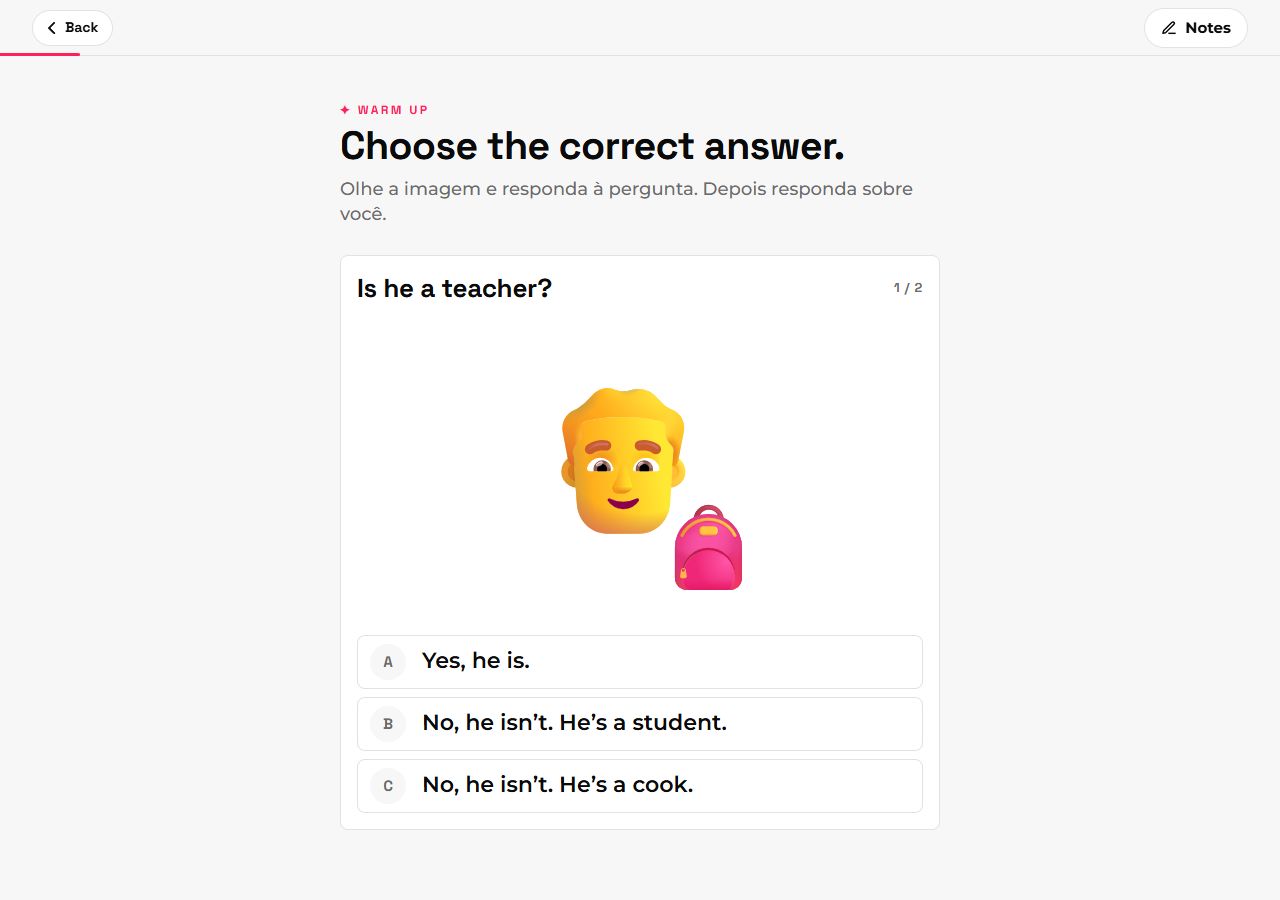 Back
Notes
WARM UP
Choose the correct answer.
Olhe a imagem e responda à pergunta. Depois responda sobre
você.
Is he a teacher?
1 / 2
A Yes, he is.
B No, he isn’t. He’s a student.
C No, he isn’t. He’s a cook.